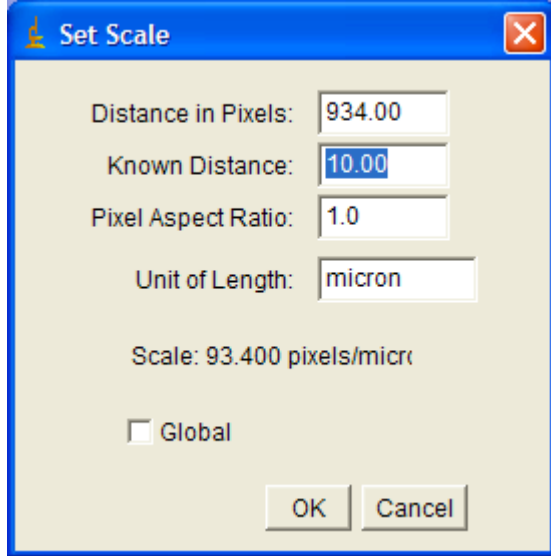 Set Scale
Distance in Pixels: 934.00
Known Distance: 10.00
Pixel Aspect Ratio: 1.0
Unit of Length: micron
Scale: 93.400 pixels/micr
Global
OK Cancel